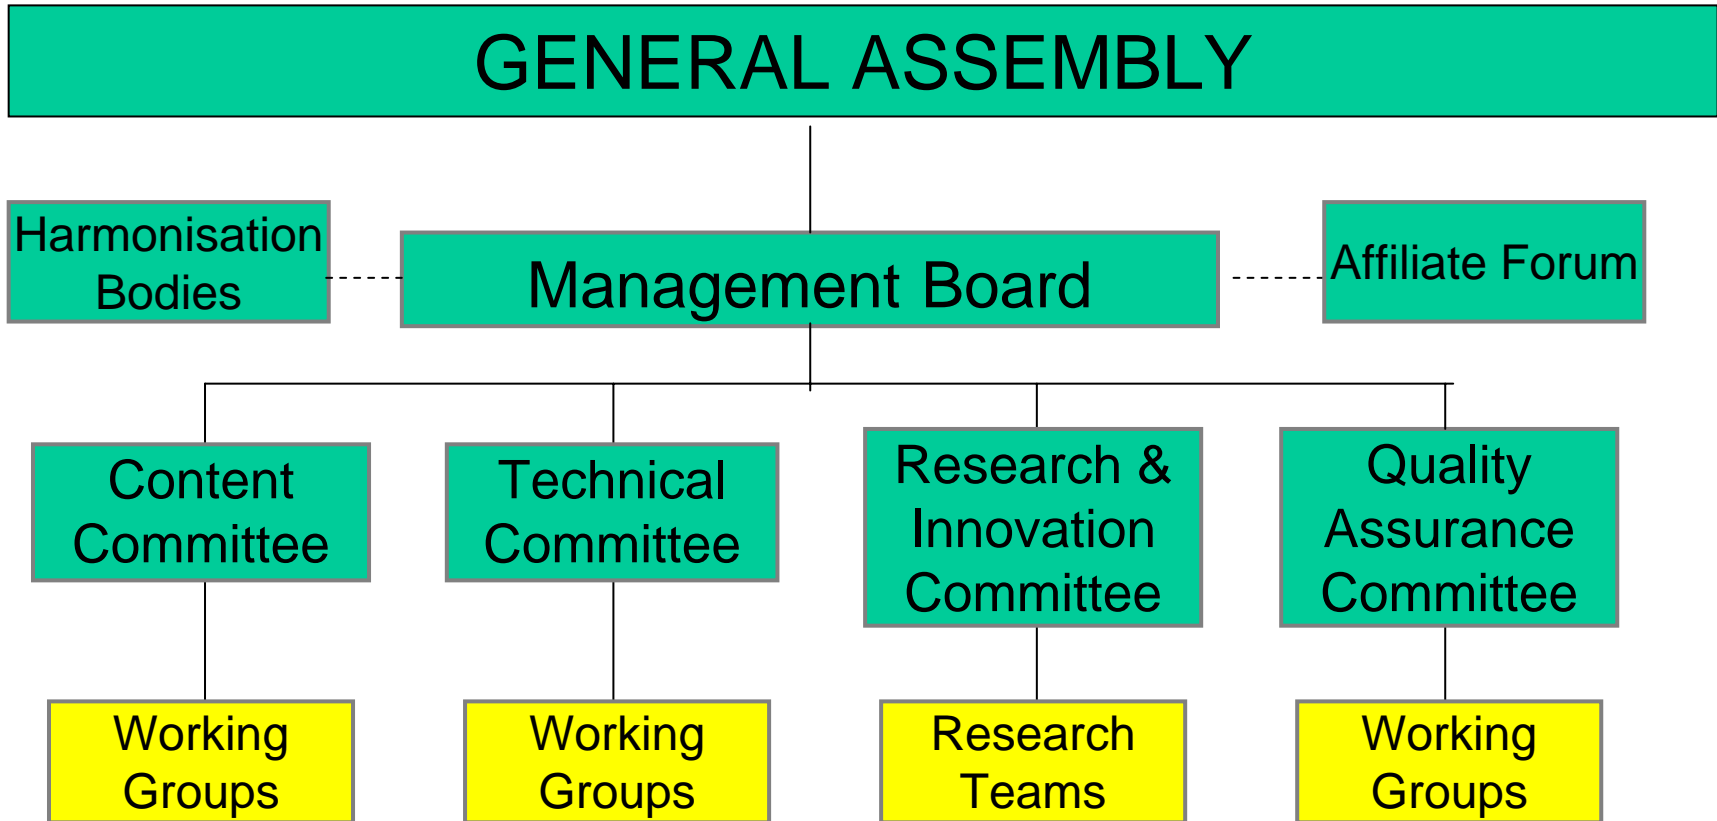 GENERAL ASSEMBLY
Harmonisation
Bodies
Management Board
Affiliate Forum
Content
Committee
Technical
Committee
Research &
Innovation
Committee
Quality
Assurance
Committee
Working
Groups
Working
Groups
Research
Teams
Working
Groups